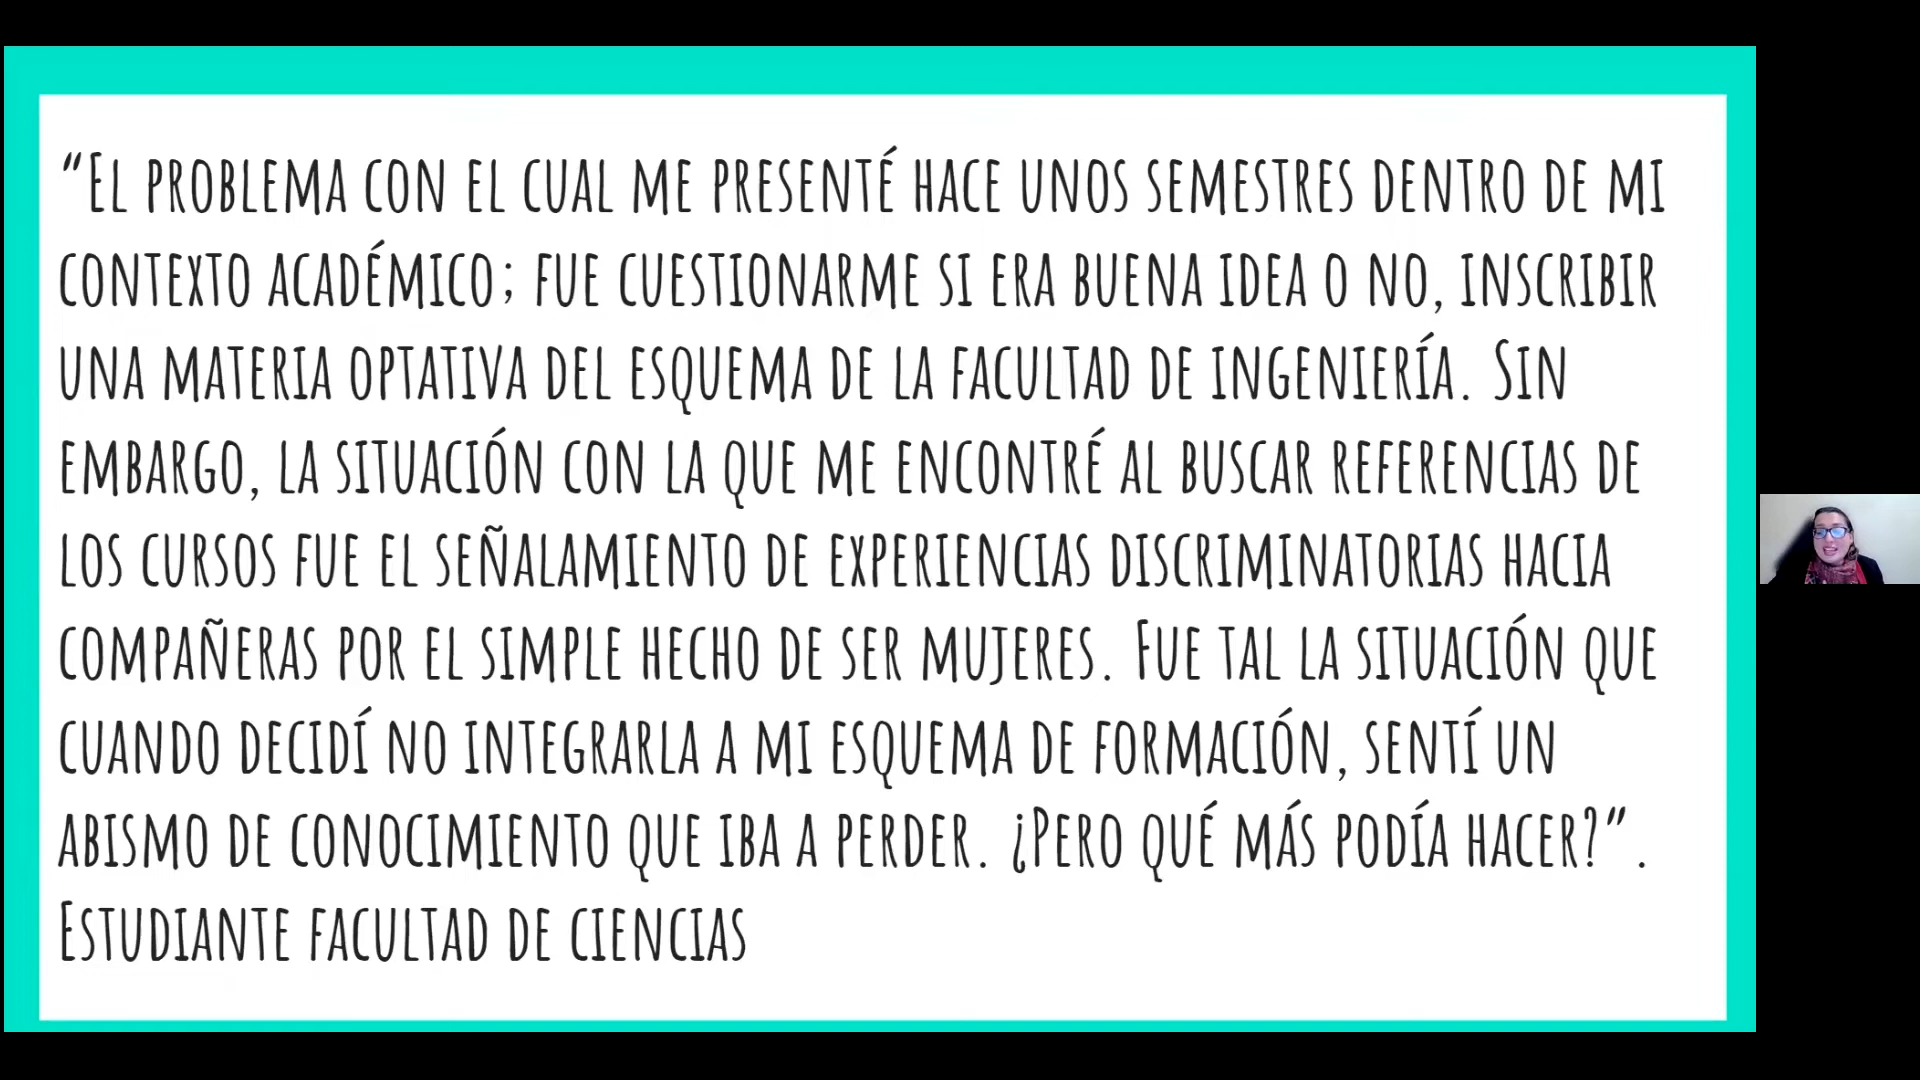 “El problema con el cual me presenté hace unos semestres dentro de mi
contexto académico; fue cuestionarme si era buena idea o no, inscribir
una materia optativa del esquema de la facultad de ingeniería. Sin
embargo, la situación con la que me encontré al buscar referencias de
los cursos fue el señalamiento de experiencias discriminatorias hacia
compañeras por el simple hecho de ser mujeres. Fue tal la situación que
cuando decidí no integrarla a mi esquema de formación, sentí un
abismo de conocimiento que iba a perder. ¿Pero qué más podía hacer?”.
Estudiante facultad de ciencias